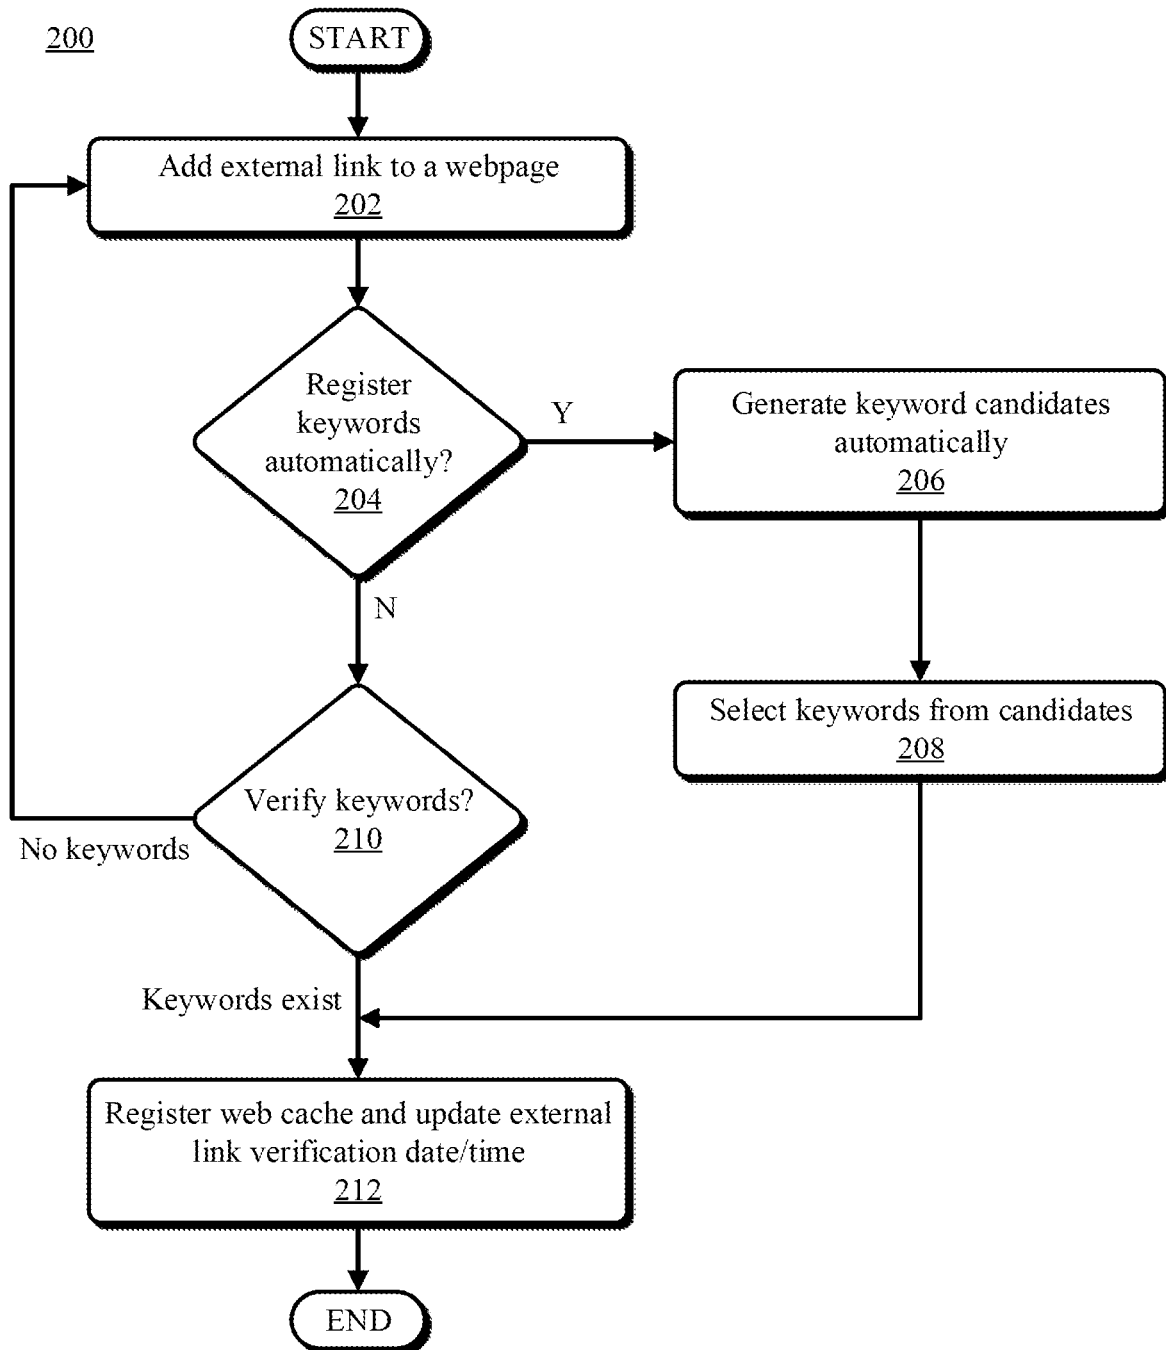 200
START
Add external link to a webpage
202
Register
keywords
automatically?
204
Y
Generate keyword candidates
automatically
206
N
Select keywords from candidates
208
Verify keywords?
210
No keywords
Keywords exist
Register web cache and update external
link verification date/time
212
END